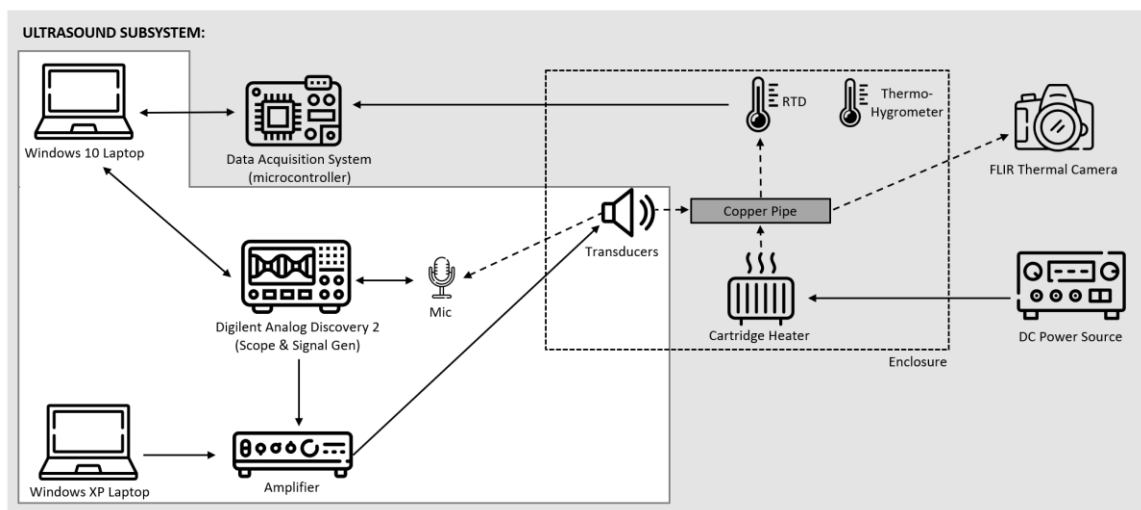 ULTRASOUND SUBSYSTEM:
Windows 10 Laptop
Data Acquisition System
(microcontroller)
RTD
Thermo-
Hygrometer
FLIR Thermal Camera
Copper Pipe
Transducers
Mic
Digilent Analog Discovery 2
(Scope & Signal Gen)
Cartridge Heater
DC Power Source
Enclosure
Windows XP Laptop
Amplifier